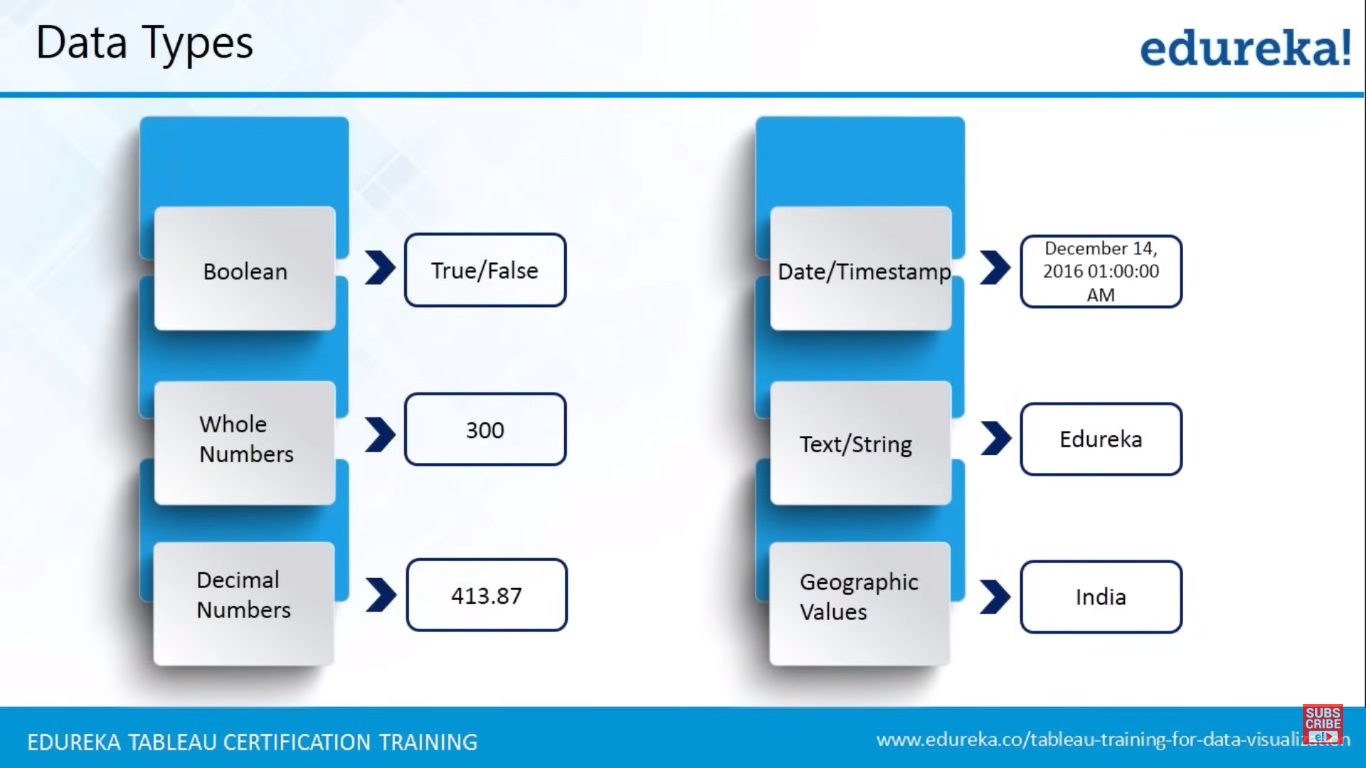 Data Types
edureka!
Boolean
True/False
Whole
Numbers
300
Decimal
Numbers
413.87
Date/Timestamp
December 14,
2016 01:00:00
AM
Text/String
Edureka
Geographic
Values
India
EDUREKA TABLEAU CERTIFICATION TRAINING
www.edureka.co/tableau-training-for-data-visualization
SUBS
CRIBE
e!